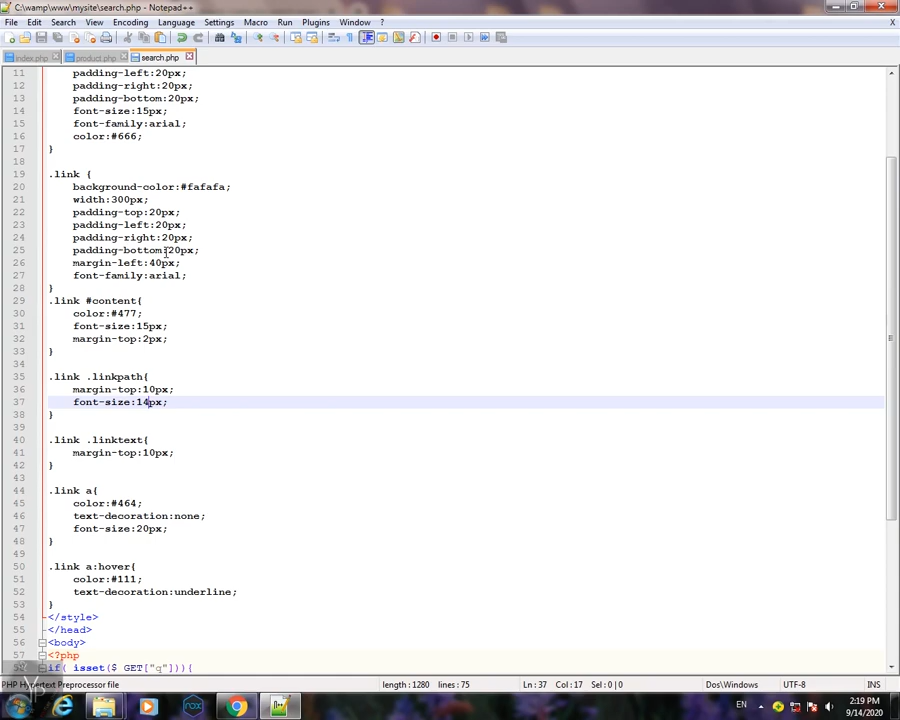 C:\wamp\www\mysite\search.php - Notepad++
File Edit Search View Encoding Language Settings Macro Run Plugins Window ?
X
index.php product.php search.php
11 padding-left:20px;
12 padding-right:20px;
13 padding-bottom:20px;
14 font-size:15px;
15 font-family:arial;
16 color:#666;
17 }
18
19 .link {
20 background-color:#fafafa;
21 width:300px;
22 padding-top:20px;
23 padding-left:20px;
24 padding-right:20px;
25 padding-bottom:20px;
26 margin-left:40px;
27 font-family:arial;
28 }
29 .link #content{
30 color:#477;
31 font-size:15px;
32 margin-top:2px;
33 }
34
35 .link .linkpath{
36 margin-top:10px;
37 font-size:14px;
38 }
39
40 .link .linktext{
41 margin-top:10px;
42 }
43
44 .link a{
45 color:#464;
46 text-decoration:none;
47 font-size:20px;
48 }
49
50 .link a:hover{
51 color:#111;
52 text-decoration:underline;
53 }
54 </style>
55 </head>
56 <body>
57 <?php
58 if( isset($_GET["q"])){
PHP Hypertext Preprocessor file length : 1280 lines : 75 Ln : 37 Col : 17 Sel : 0 | 0 Dos\Windows UTF-8 INS
EN 2:19 PM
9/14/2020